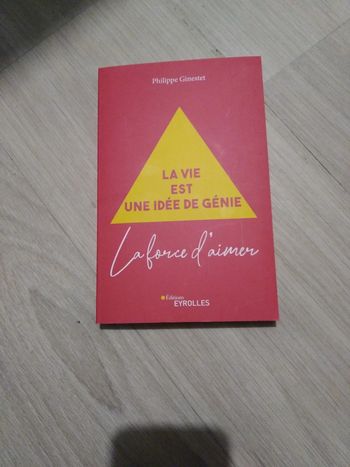 Philippe Ginestet
LA VIE
EST
UNE IDÉE DE GÉNIE
La force d'aimer
Éditions
EYROLLES